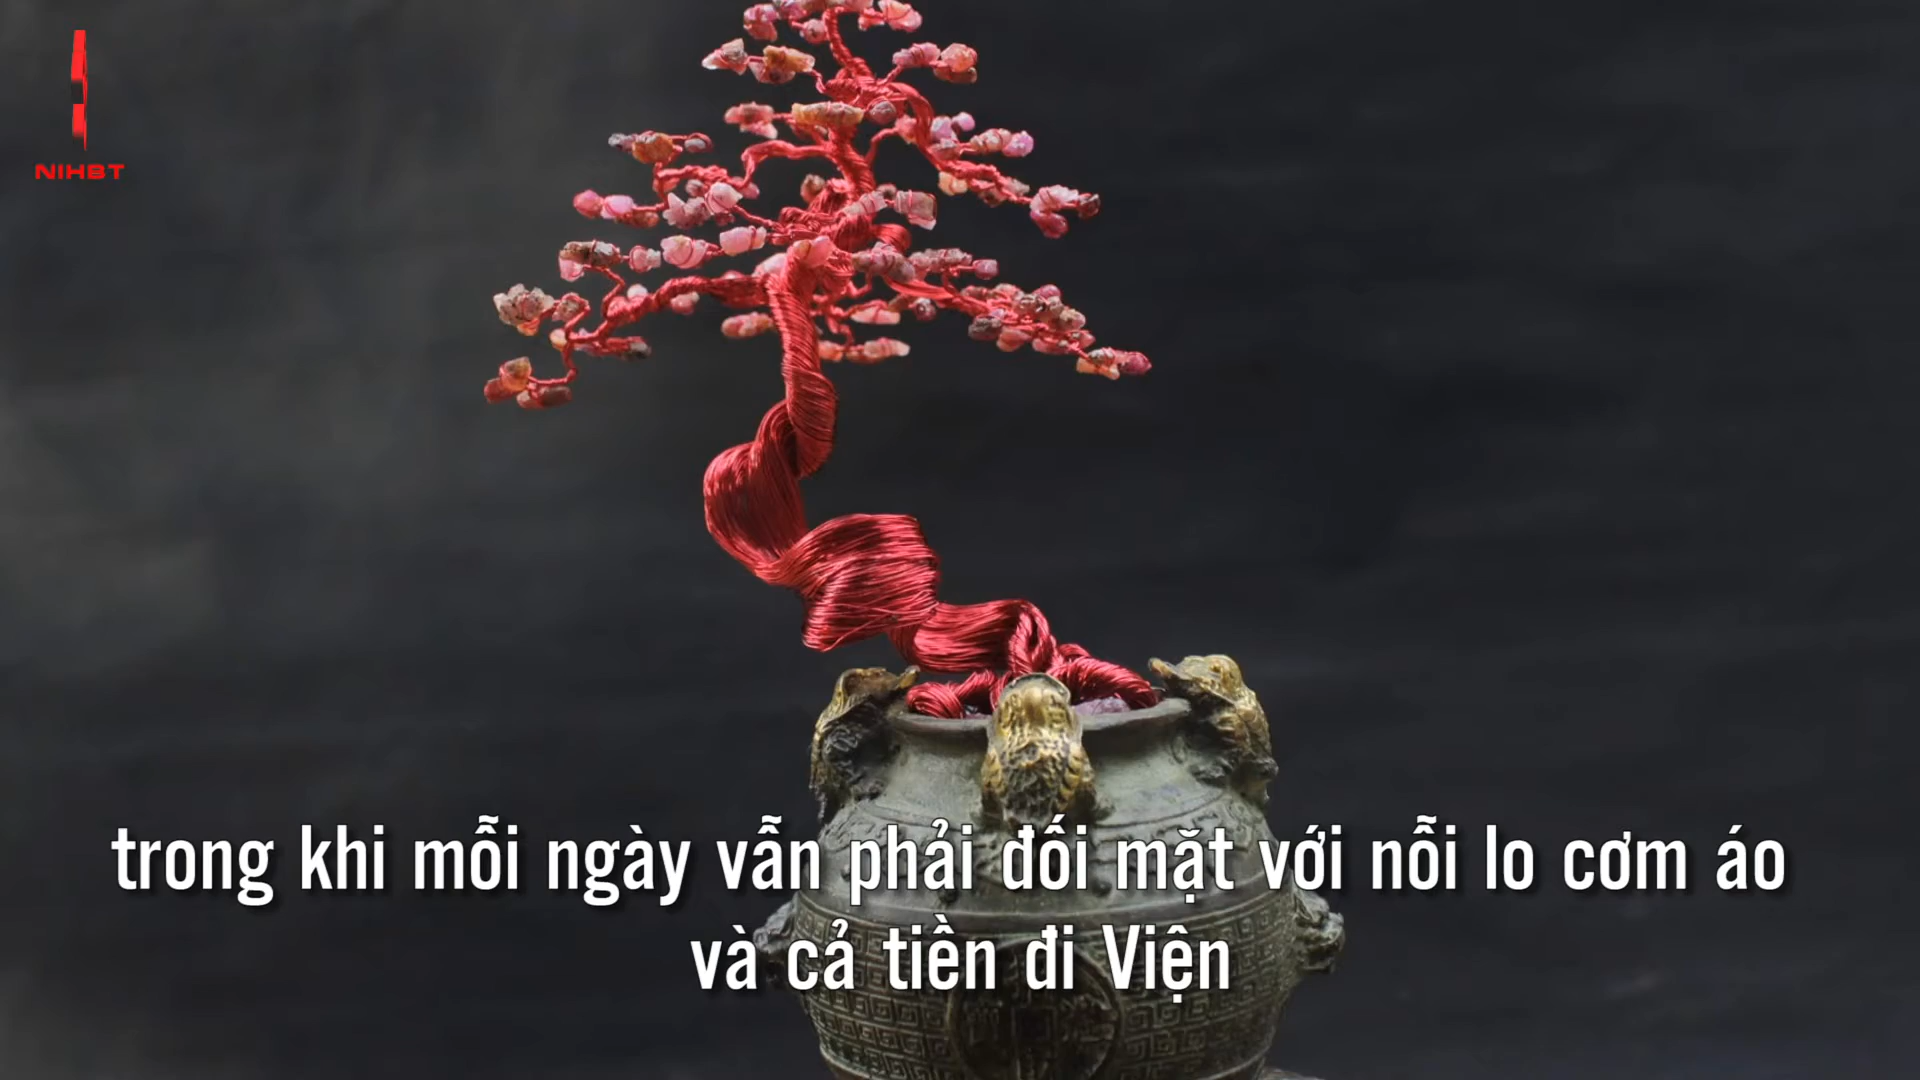 NIHBT
trong khi mỗi ngày vẫn phải đối mặt với nỗi lo cơm áo
và cả tiền đi Viện